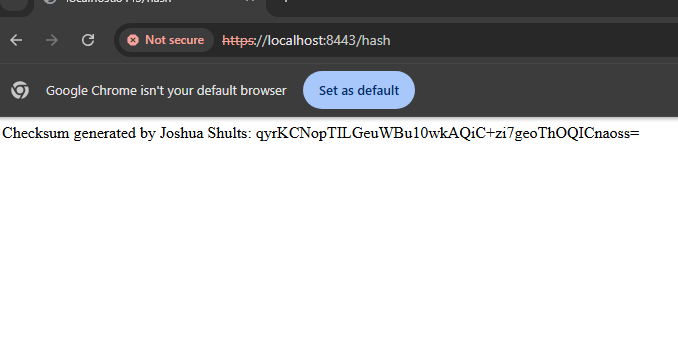 Not secure https://localhost:8443/hash
Google Chrome isn't your default browser Set as default
Checksum generated by Joshua Shults: qyrKCNopTILGeuWBu10wkAQiC+zi7geoThOQICnaoss=